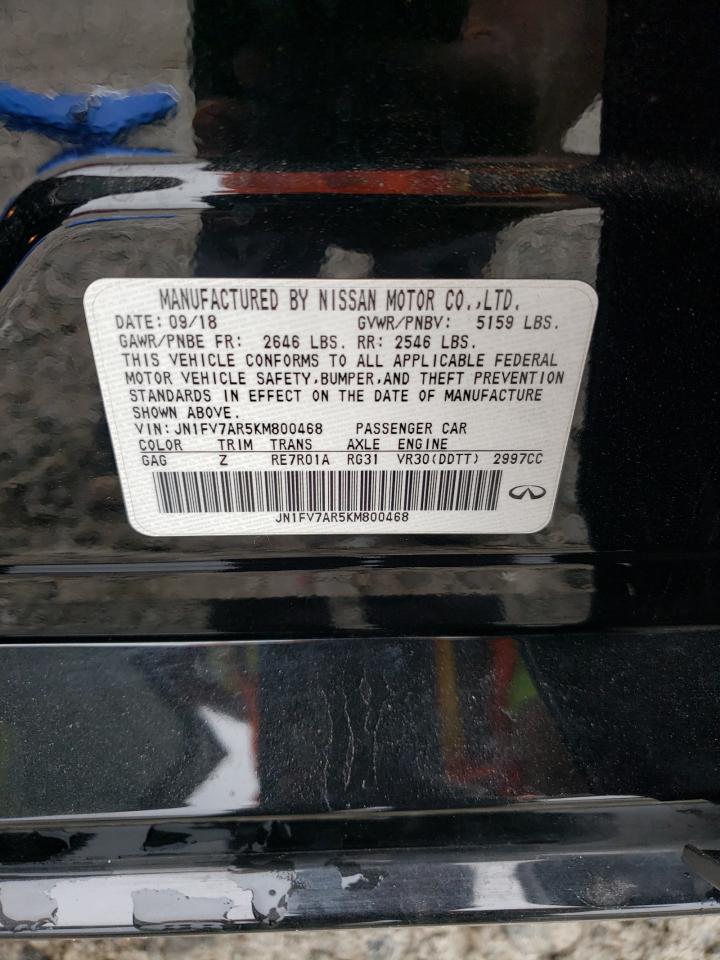 MANUFACTURED BY NISSAN MOTOR CO.,LTD.
DATE: 09/18 GVWR/PNBV: 5159 LBS.
GAWR/PNBE FR: 2646 LBS. RR: 2546 LBS.
THIS VEHICLE CONFORMS TO ALL APPLICABLE FEDERAL
MOTOR VEHICLE SAFETY,BUMPER,AND THEFT PREVENTION
STANDARDS IN EFFECT ON THE DATE OF MANUFACTURE
SHOWN ABOVE.
VIN: JN1FV7AR5KM800468 PASSENGER CAR
COLOR TRIM TRANS AXLE ENGINE
GAG Z RE7R01A RG31 VR30(DDTT) 2997CC
JN1FV7AR5KM800468